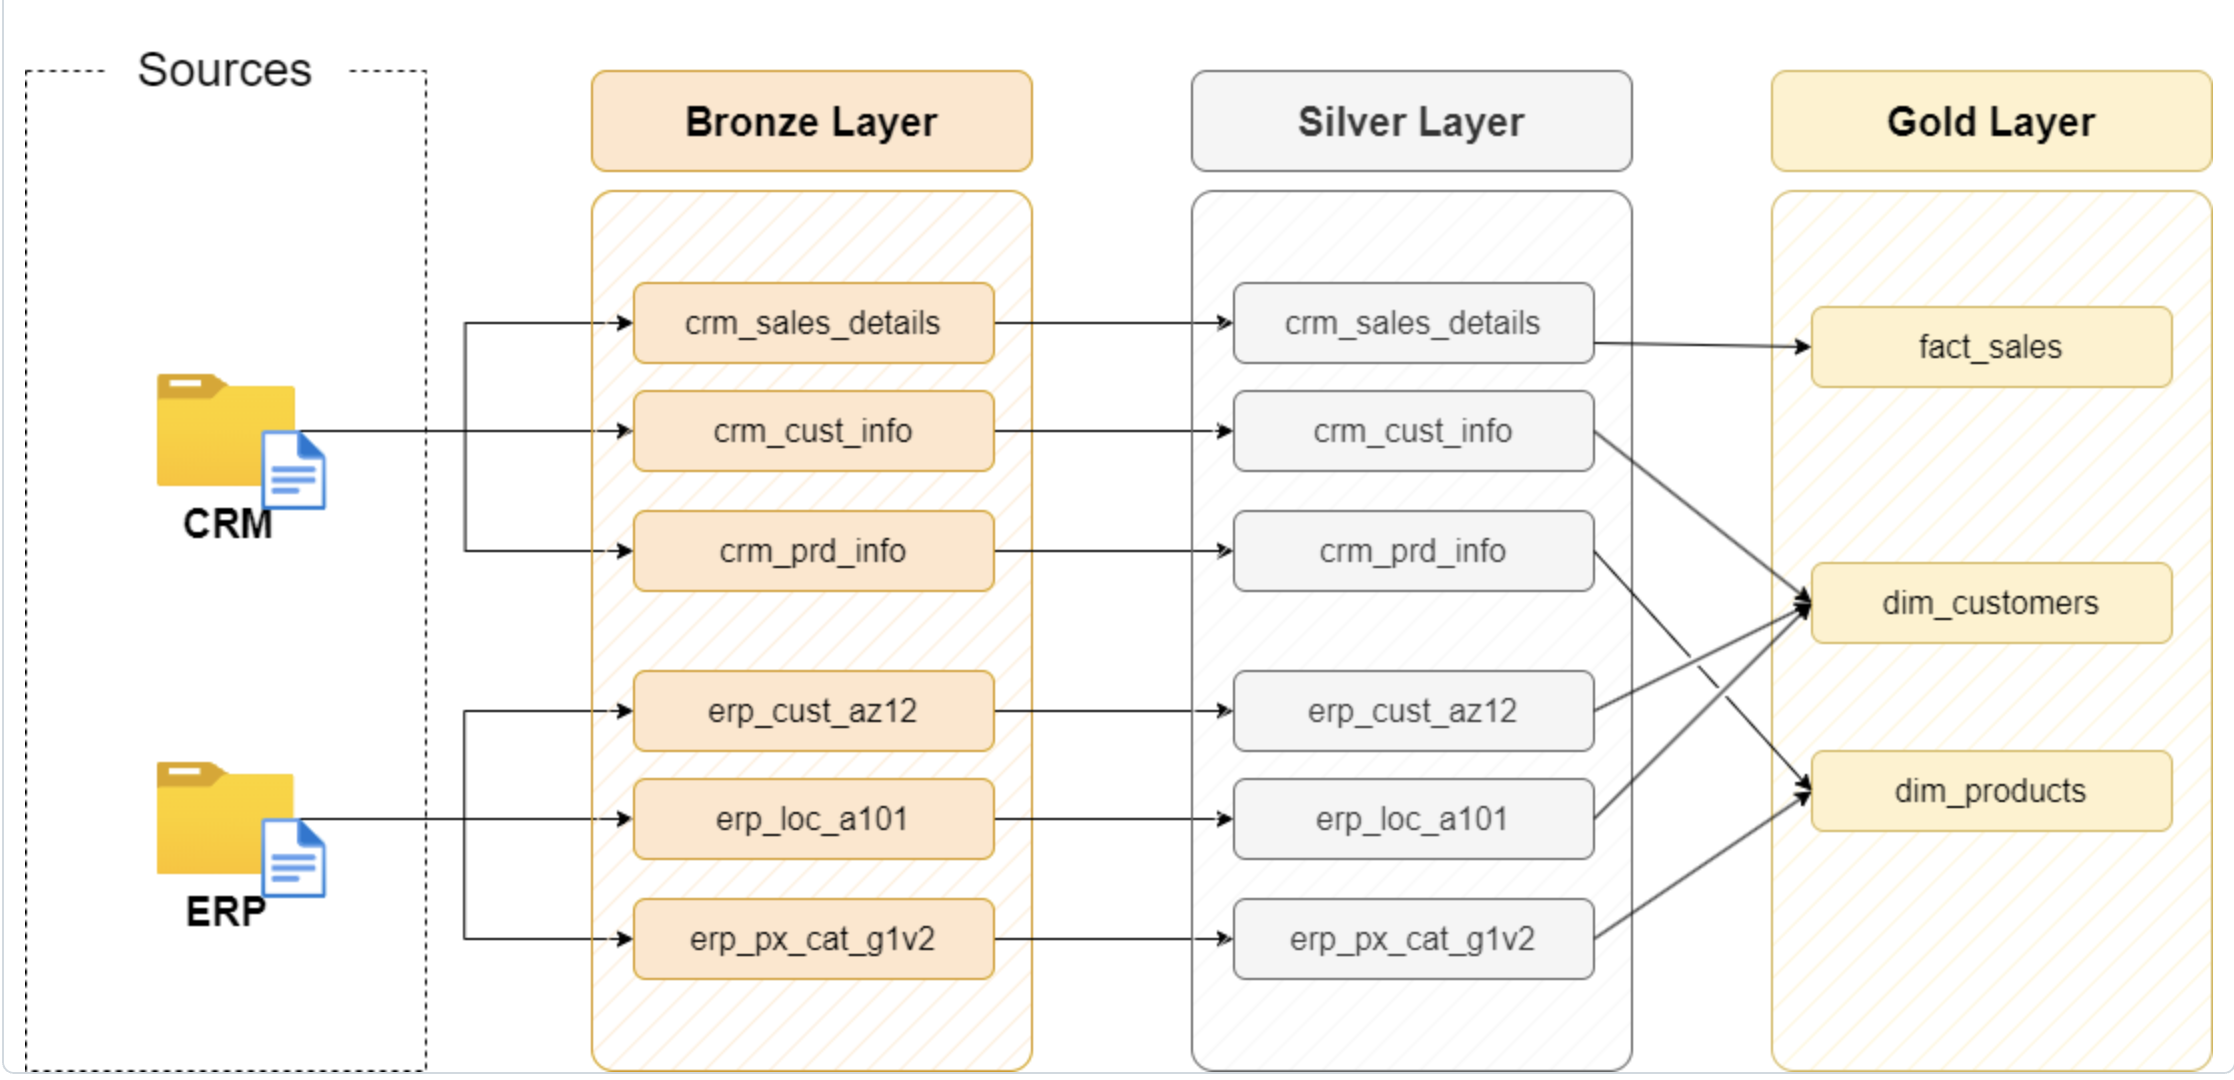 Sources
Bronze Layer
Silver Layer
Gold Layer
crm_sales_details
crm_sales_details
fact_sales
crm_cust_info
crm_cust_info
CRM
crm_prd_info
crm_prd_info
dim_customers
erp_cust_az12
erp_cust_az12
dim_products
erp_loc_a101
erp_loc_a101
ERP
erp_px_cat_g1v2
erp_px_cat_g1v2